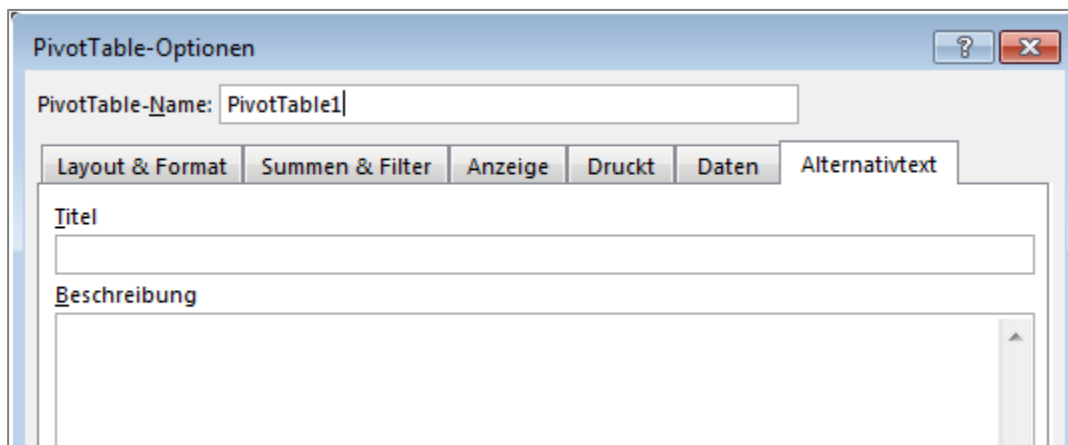 PivotTable-Optionen
PivotTable-Name: PivotTable1
Layout & Format Summen & Filter Anzeige Druckt Daten Alternativtext
Titel
Beschreibung